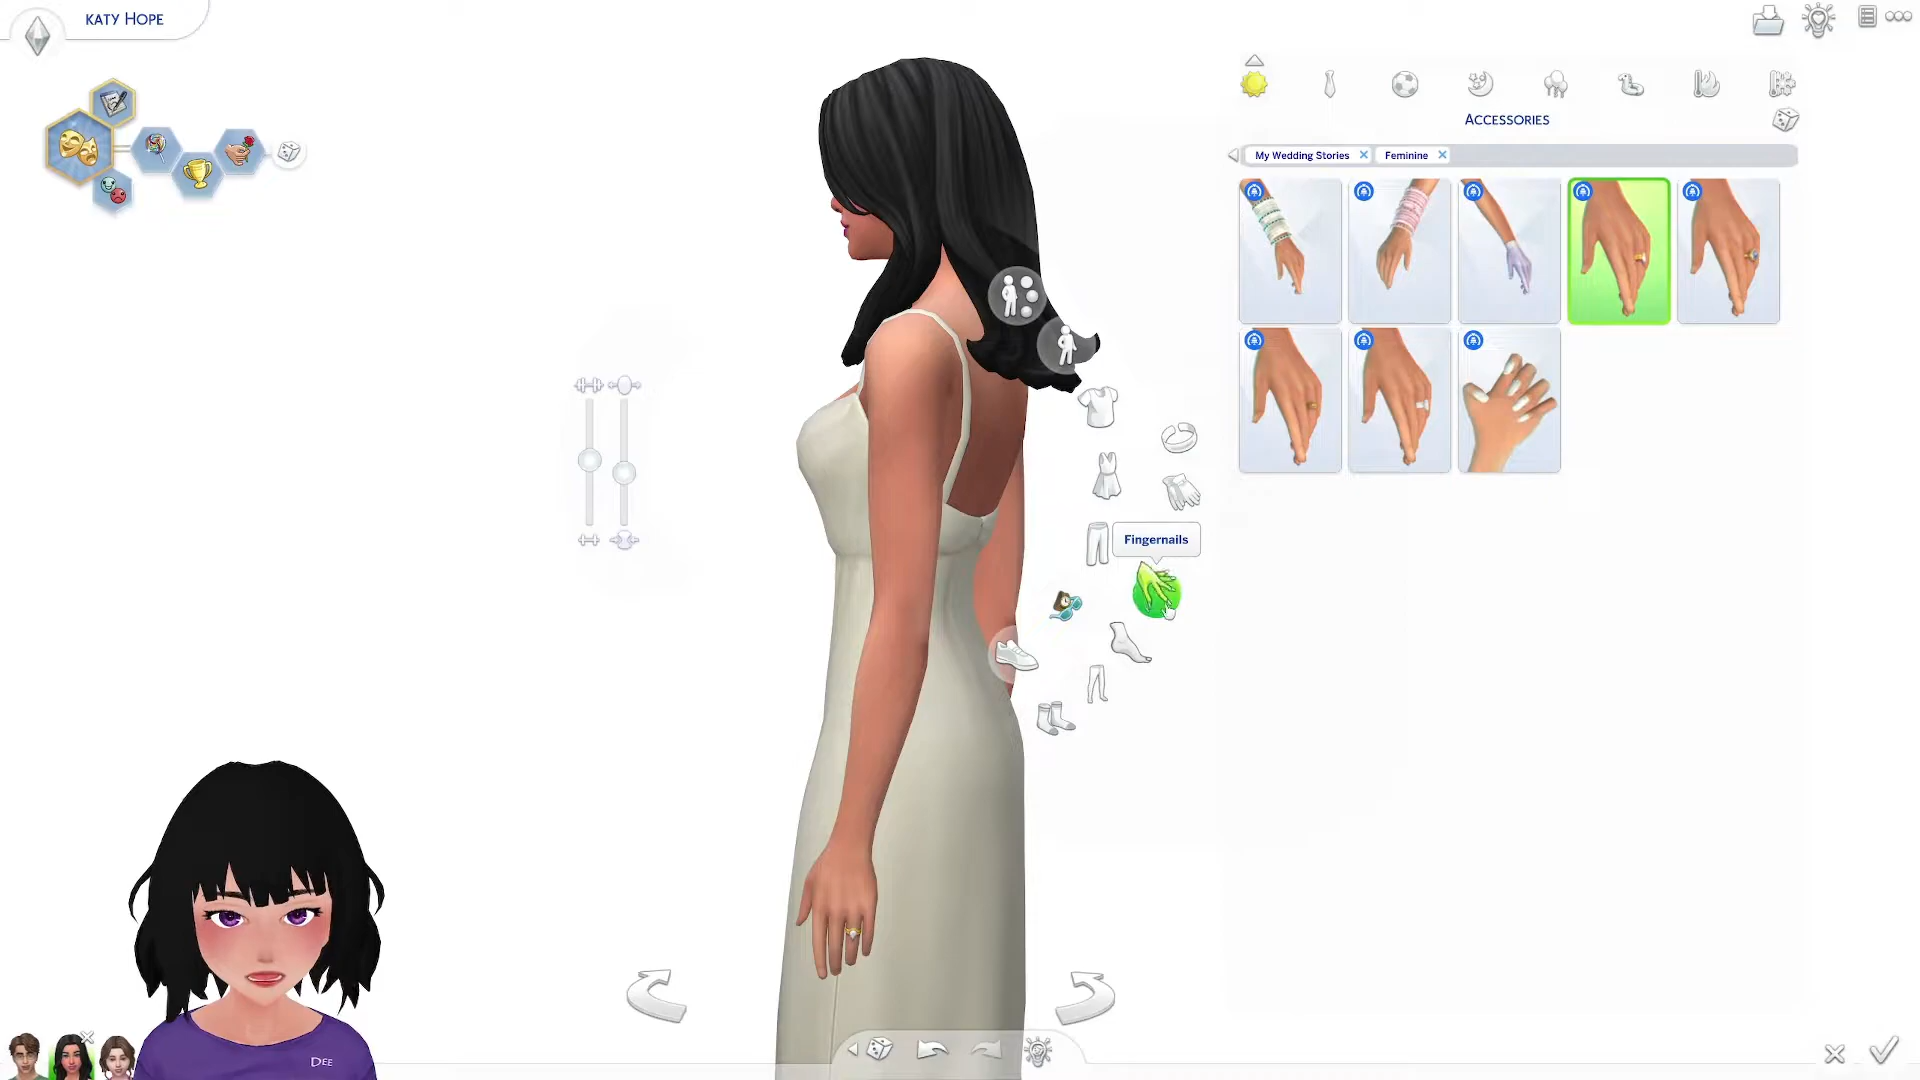 KATY HOPE
ACCESSORIES
My Wedding Stories
Feminine
Fingernails
DEE